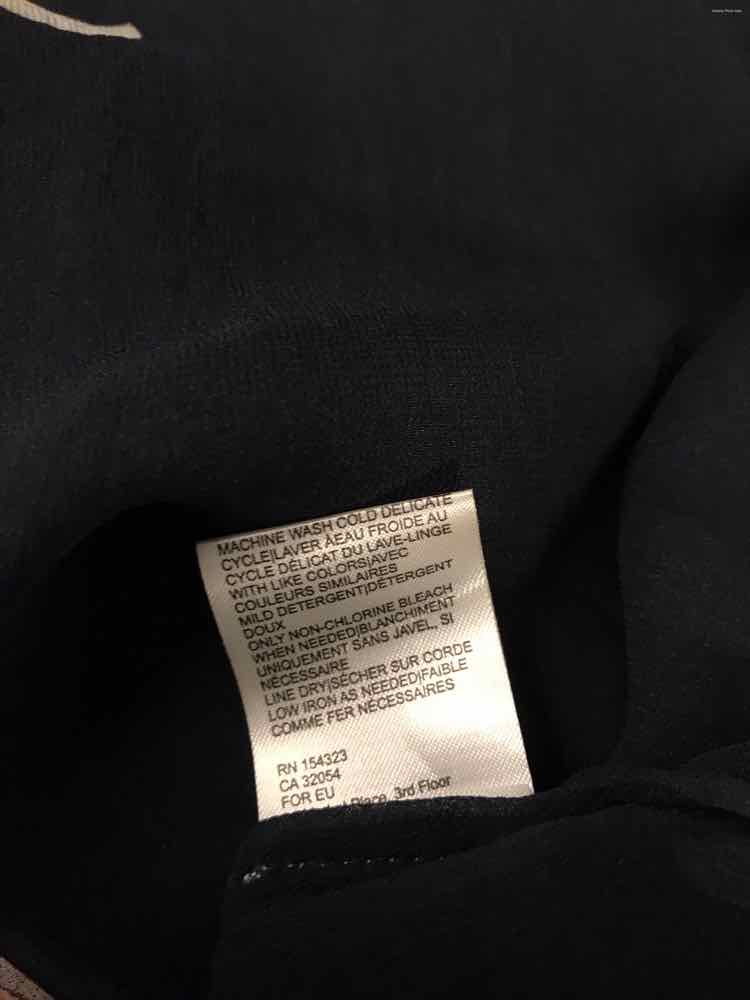 MACHINE WASH COLD DELICATE
CYCLE|LAVER ÀEAU FROIDE AU
CYCLE DÉLICAT DU LAVE-LINGE
WITH LIKE COLORS|AVEC
COULEURS SIMILAIRES
MILD DETERGENT|DÉTERGENT
DOUX
ONLY NON-CHLORINE BLEACH
WHEN NEEDED|BLANCHIMENT
UNIQUEMENT SANS JAVEL, SI
NÉCESSAIRE
LINE DRY|SÉCHER SUR CORDE
LOW IRON AS NEEDED|FAIBLE
COMME FER NÉCESSAIRES
RN 154323
CA 32054
FOR EU
Place, 3rd Floor